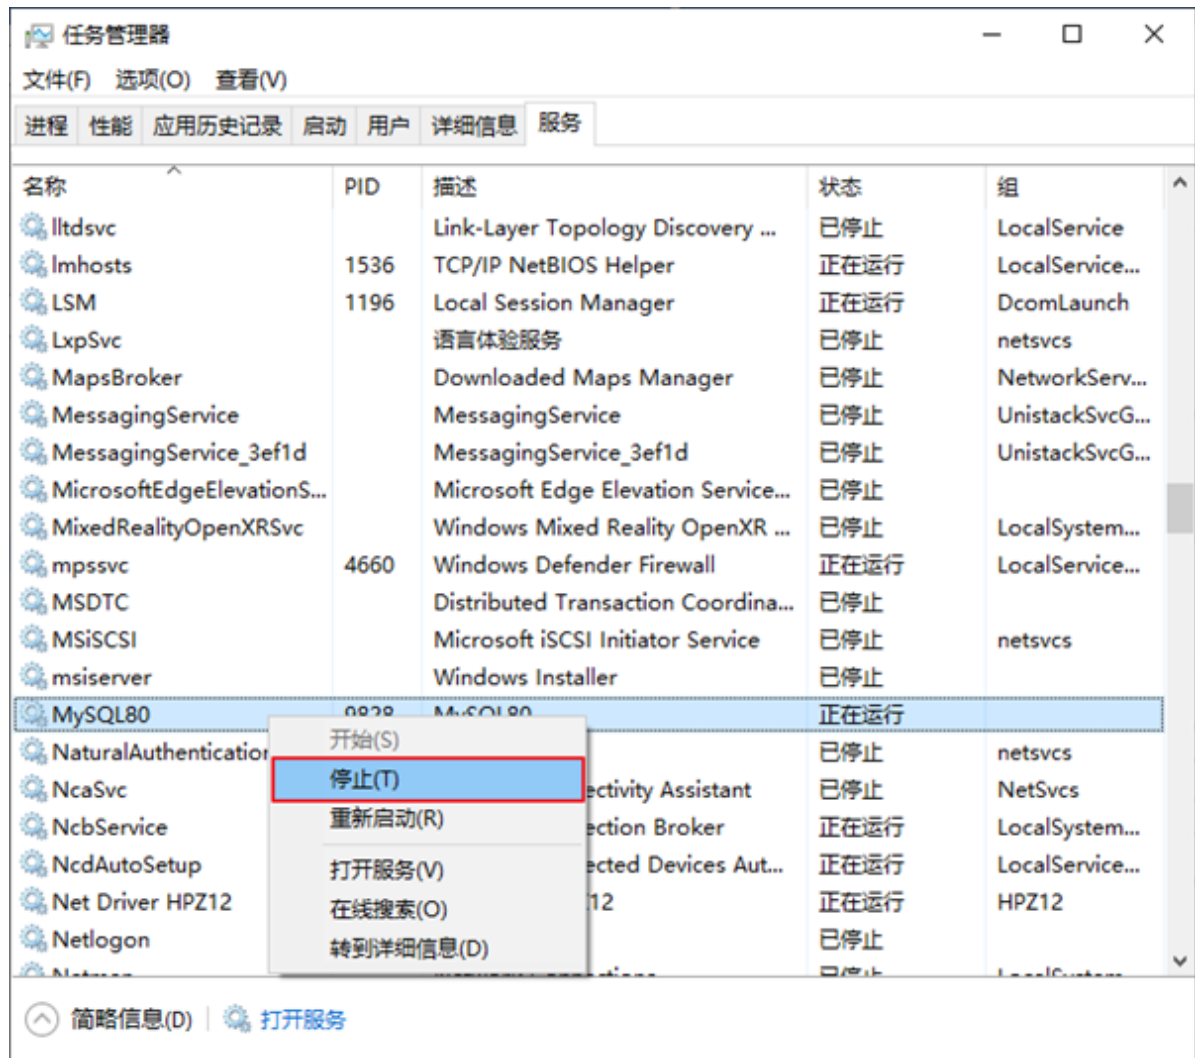 任务管理器
文件(F) 选项(O) 查看(V)
进程 性能 应用历史记录 启动 用户 详细信息 服务
名称 PID 描述 状态 组
lltdsvc Link-Layer Topology Discovery ... 已停止 LocalService
lmhosts 1536 TCP/IP NetBIOS Helper 正在运行 LocalService...
LSM 1196 Local Session Manager 正在运行 DcomLaunch
LxpSvc 语言体验服务 已停止 netsvcs
MapsBroker Downloaded Maps Manager 已停止 NetworkServ...
MessagingService MessagingService 已停止 UnistackSvcG...
MessagingService_3ef1d MessagingService_3ef1d 已停止 UnistackSvcG...
MicrosoftEdgeElevationS... Microsoft Edge Elevation Service... 已停止
MixedRealityOpenXRSvc Windows Mixed Reality OpenXR ... 已停止 LocalSystem...
mpssvc 4660 Windows Defender Firewall 正在运行 LocalService...
MSDTC Distributed Transaction Coordina... 已停止
MSiSCSI Microsoft iSCSI Initiator Service 已停止 netsvcs
msiserver Windows Installer 已停止
MySQL80 9828 MySQL80 正在运行
开始(S)
NaturalAuthentication 已停止 netsvcs
停止(T)
NcaSvc ectivity Assistant 已停止 NetSvcs
重新启动(R)
NcbService ection Broker 正在运行 LocalSystem...
NcdAutoSetup 打开服务(V) ected Devices Aut... 正在运行 LocalService...
Net Driver HPZ12 在线搜索(O) 12 正在运行 HPZ12
Netlogon 转到详细信息(D) 已停止
简略信息(D) 打开服务